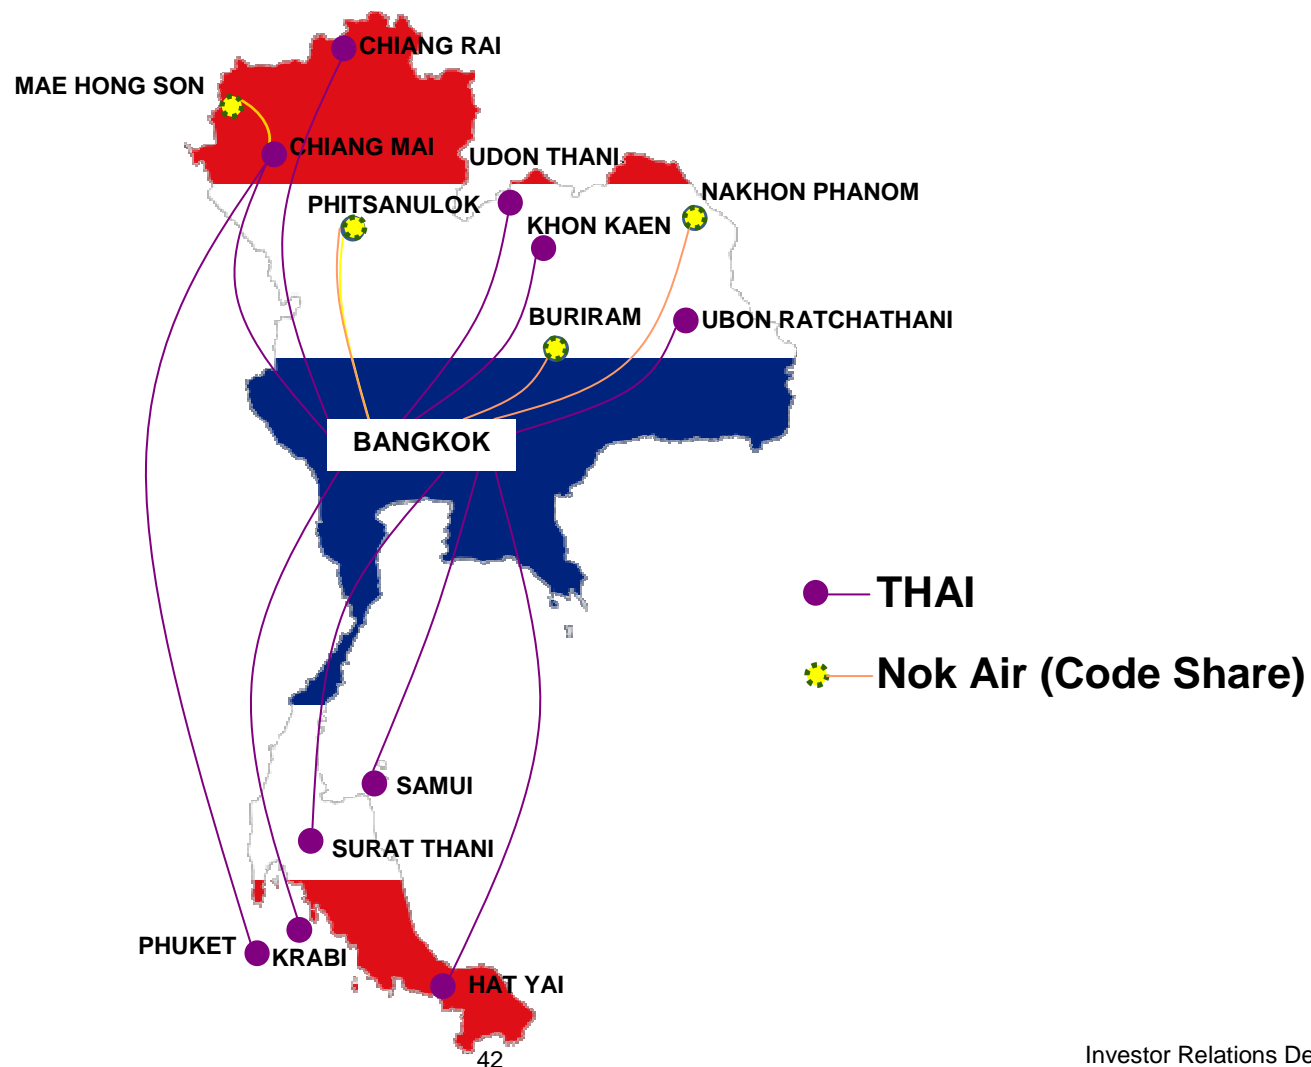 CHIANG RAI
MAE HONG SON
CHIANG MAI
UDON THANI
NAKHON PHANOM
PHITSANULOK
KHON KAEN
BURIRAM
UBON RATCHATHANI
BANGKOK
THAI
Nok Air (Code Share)
SAMUI
SURAT THANI
PHUKET
KRABI
HAT YAI
42
Investor Relations De